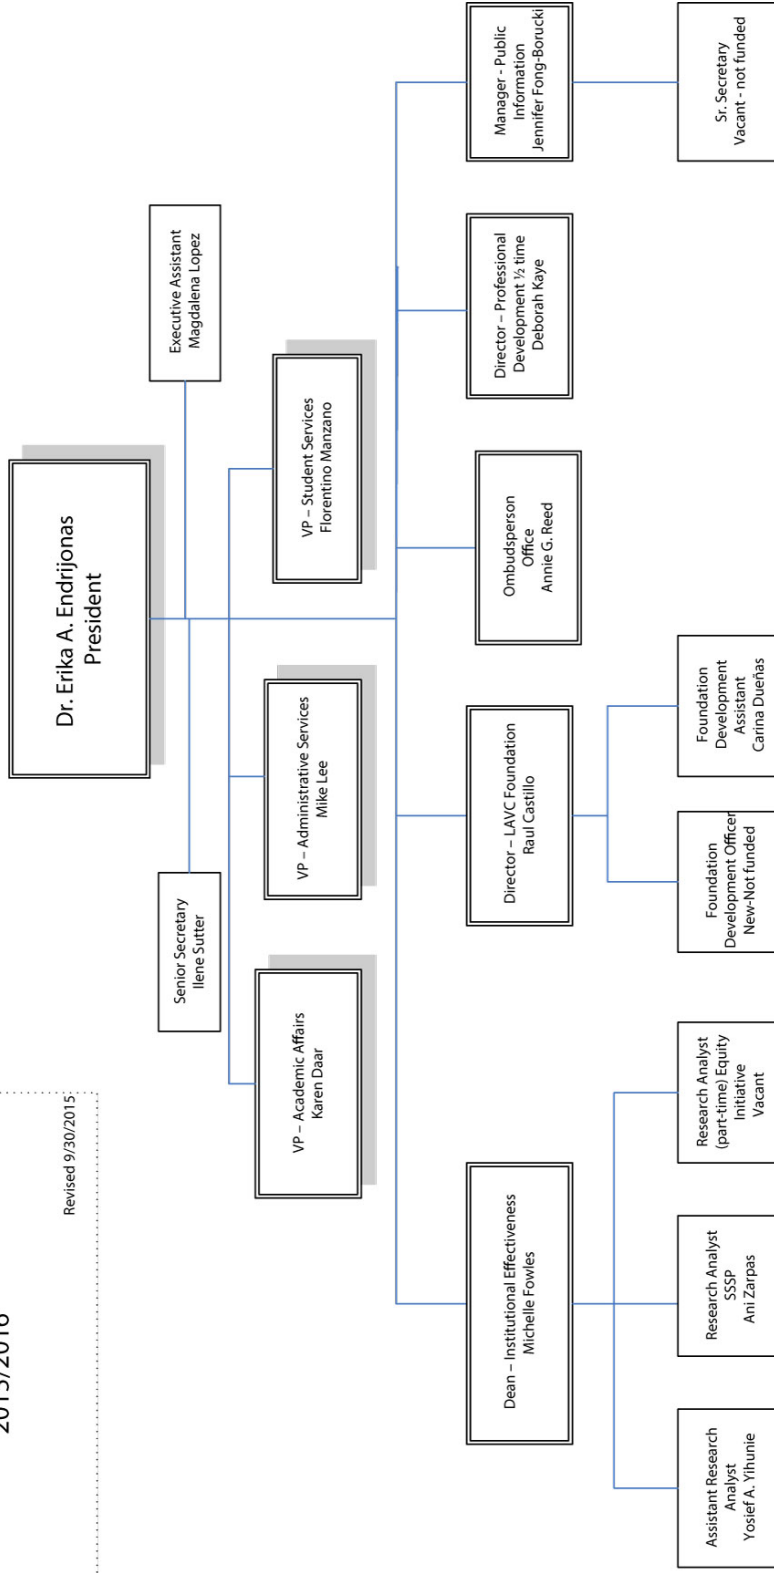 2015/2016
Revised 9/30/2015
Dr. Erika A. Endrijonas
President
Senior Secretary
Ilene Sutter
Executive Assistant
Magdalena Lopez
VP – Academic Affairs
Karen Daar
VP – Administrative Services
Mike Lee
VP – Student Services
Florentino Manzano
Dean – Institutional Effectiveness
Michelle Fowles
Director – LAVC Foundation
Raul Castillo
Ombudsperson
Office
Annie G. Reed
Director – Professional
Development ½ time
Deborah Kaye
Manager - Public
Information
Jennifer Fong-Borucki
Assistant Research
Analyst
Yosief A. Yihunie
Research Analyst
SSSP
Ani Zarpas
Research Analyst
(part-time) Equity
Initiative
Vacant
Foundation
Development Officer
New-Not funded
Foundation
Development
Assistant
Carina Dueñas
Sr. Secretary
Vacant - not funded